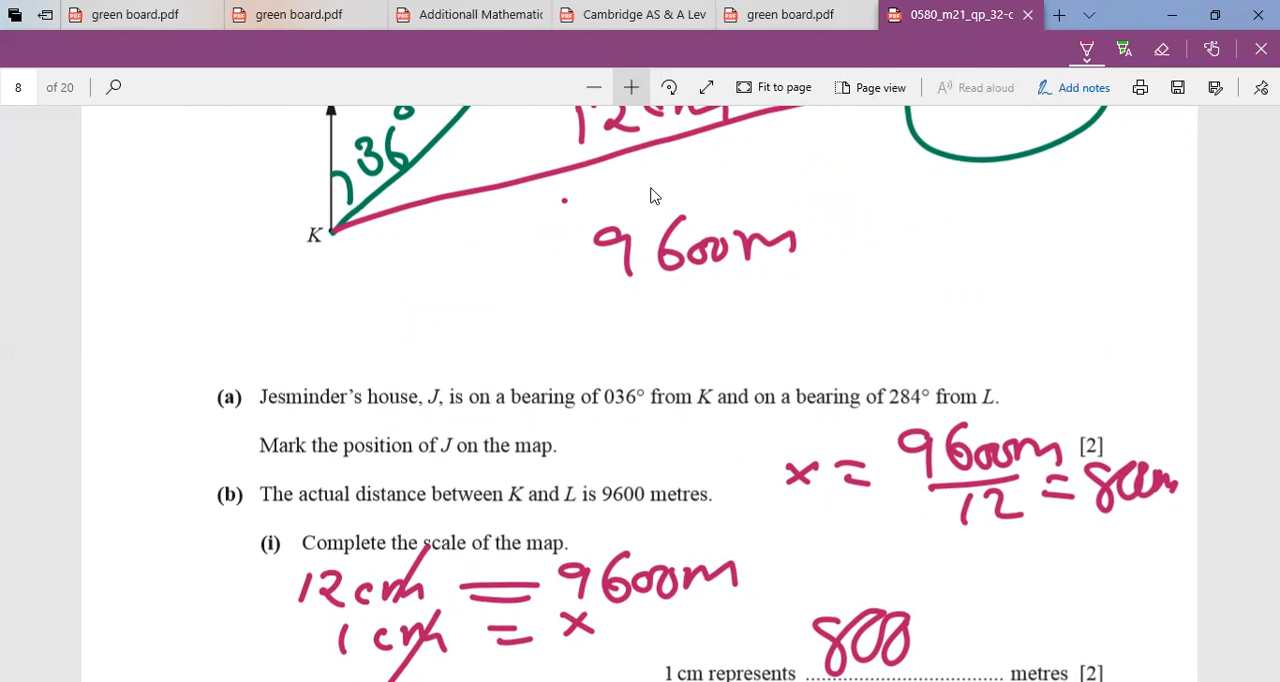 green board.pdf
green board.pdf
Additionall Mathematic
Cambridge AS & A Lev
green board.pdf
0580_m21_qp_32-c
8 of 20
Fit to page
Page view
Read aloud
Add notes
36°
12cm
K
9600m
(a) Jesminder’s house, J, is on a bearing of 036° from K and on a bearing of 284° from L.
Mark the position of J on the map. [2]
x = 9600m
12
= 800m
(b) The actual distance between K and L is 9600 metres.
(i) Complete the scale of the map.
12cm = 9600m
1cm = x
800
1 cm represents ............................................ metres [2]